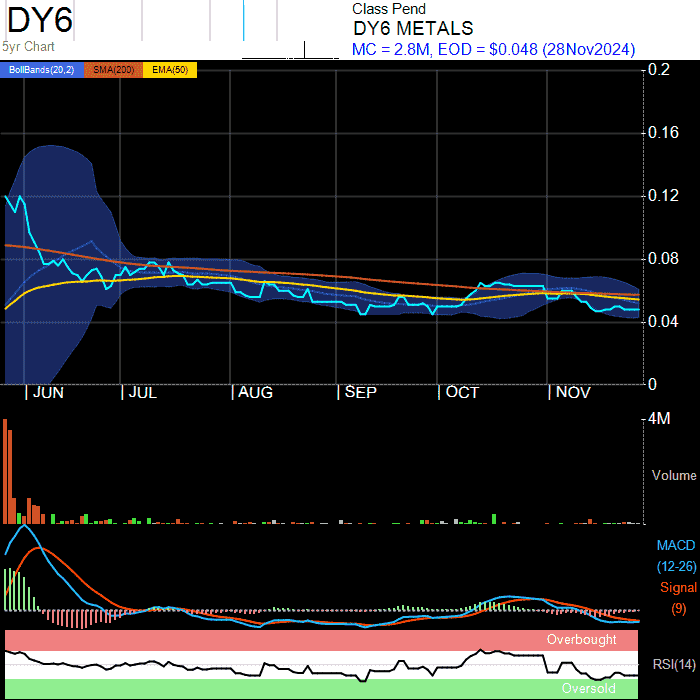 DY6
5yr Chart
Class Pend
DY6 METALS
MC = 2.8M, EOD = $0.048 (28Nov2024)
BollBands(20,2) SMA(200) EMA(50)
0.2
0.16
0.12
0.08
0.04
0
JUN JUL AUG SEP OCT NOV
4M
Volume
MACD
(12-26)
Signal
(9)
Overbought
RSI(14)
Oversold